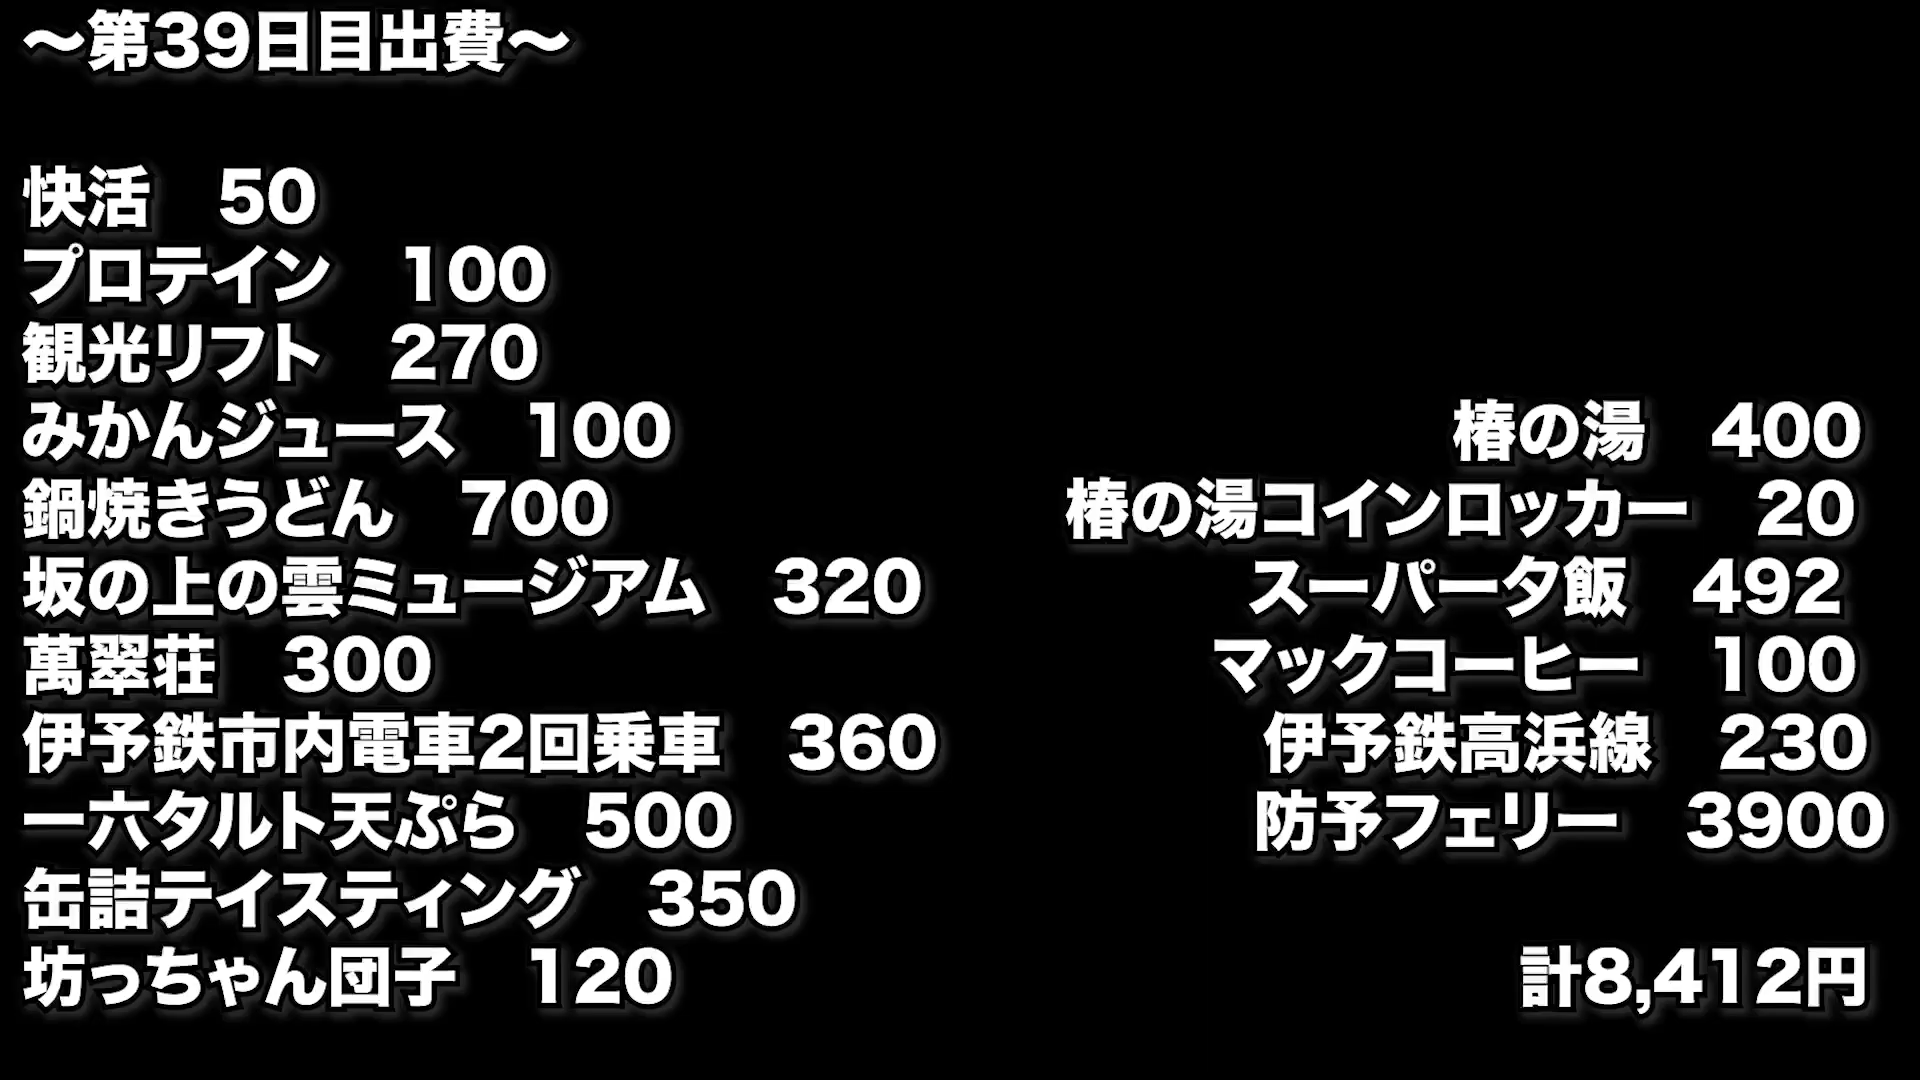 〜第39日目出費〜
快活　50
プロテイン　100
観光リフト　270
みかんジュース　100
鍋焼きうどん　700
坂の上の雲ミュージアム　320
萬翠荘　300
伊予鉄市内電車2回乗車　360
一六タルト天ぷら　500
缶詰テイスティング　350
坊っちゃん団子　120
椿の湯　400
椿の湯コインロッカー　20
スーパー夕飯　492
マックコーヒー　100
伊予鉄高浜線　230
防予フェリー　3900
計8,412円